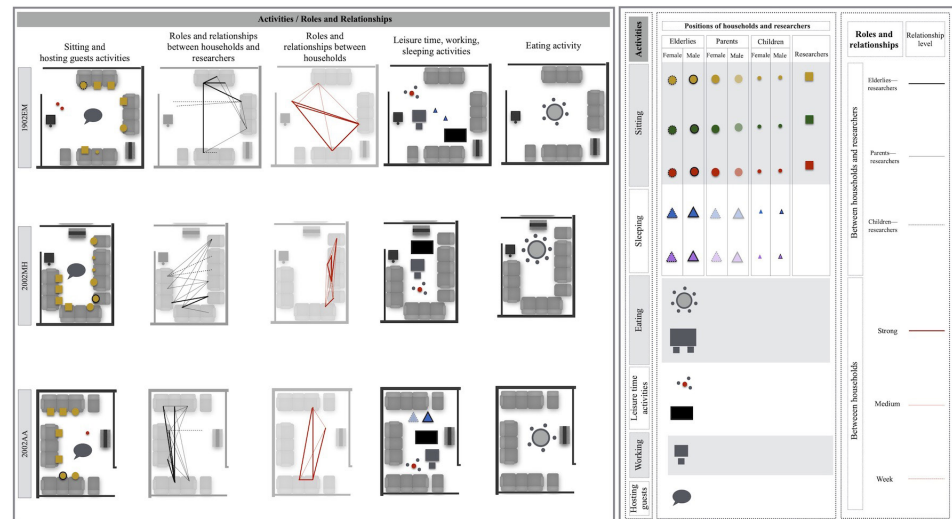 Activities / Roles and Relationships
Sitting and
hosting guests activities
Roles and relationships
between households and
researchers
Roles
and relationships between
households
Leisure time, working,
sleeping activities
Eating activity
1902EM
2002MH
2002AA
Activities
Positions of households and researchers
Elderlies
Parents
Children
Researchers
Female Male
Female Male
Female Male
Sitting
Sleeping
Eating
Leisure time
activities
Working
Hosting
guests
Roles and
relationships
Relationship
level
Between households and researchers
Elderlies—
researchers
Parents—
researchers
Children—
researchers
Betweeen households
Strong
Medium
Week